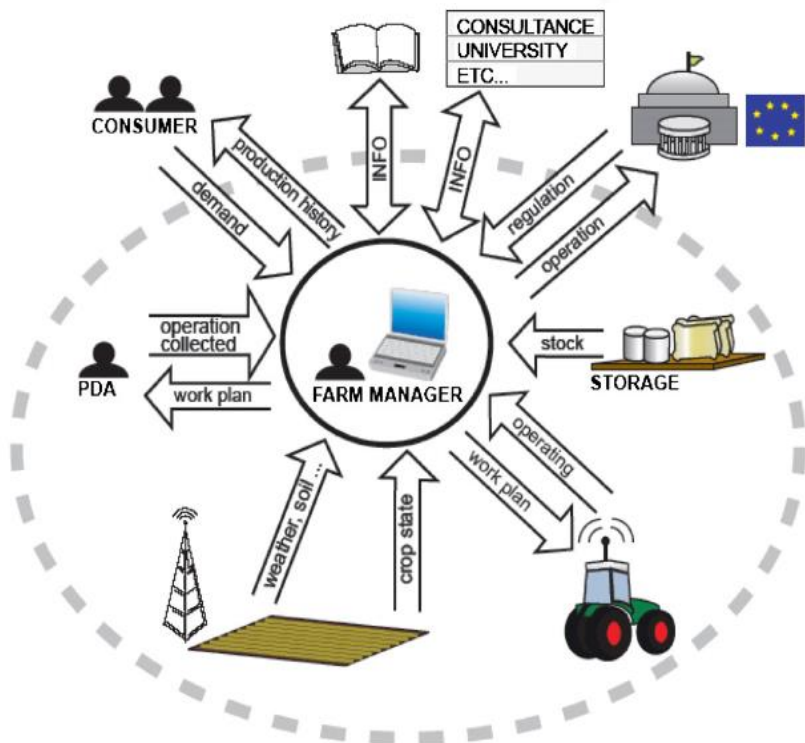 CONSULTANCE
UNIVERSITY
ETC...
CONSUMER
INFO
INFO
production history
demand
regulation
operation
operation
collected
stock
PDA
work plan
FARM MANAGER
STORAGE
operating
work plan
weather, soil ...
crop state